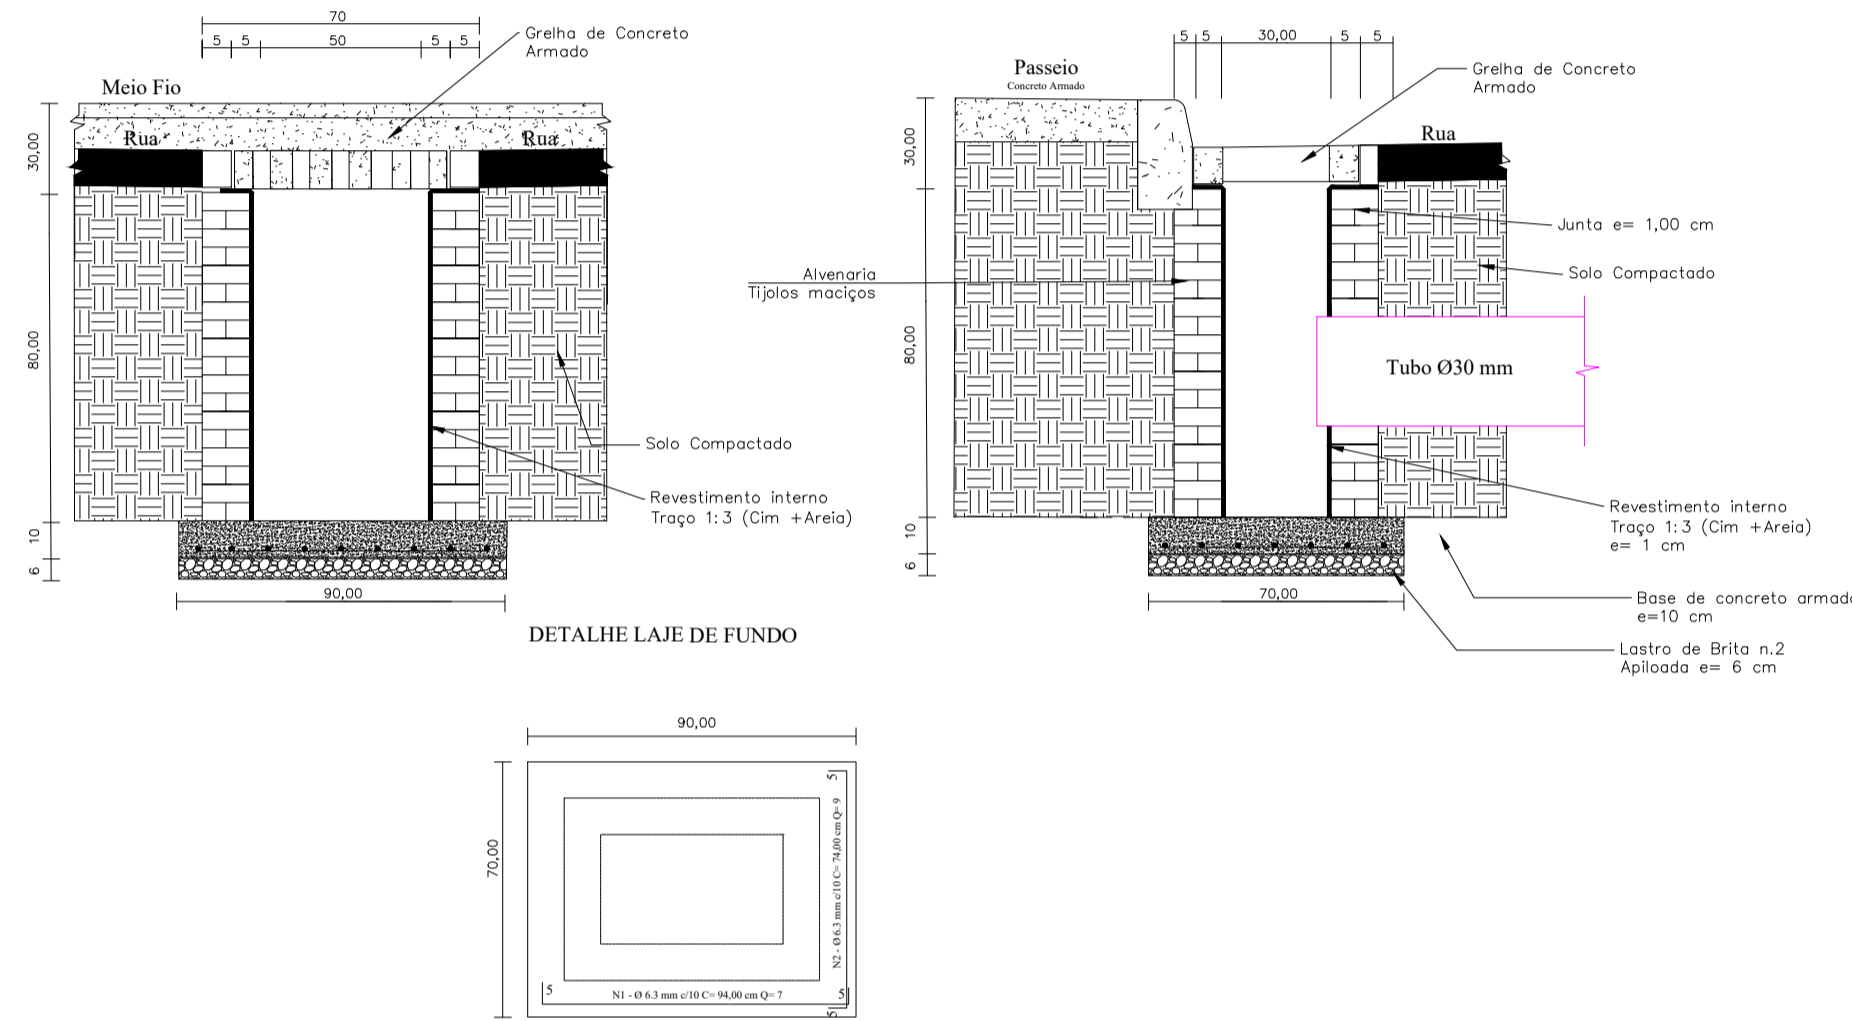 70
5
5
50
5
5
Grelha de Concreto
Armado
Meio Fio
Rua
Rua
30,00
80,00
10
6
Solo Compactado
Revestimento interno
Traço 1:3 (Cim +Areia)
90,00
5
5
30,00
5
5
Passeio
Concreto Armado
Grelha de Concreto
Armado
Rua
30,00
80,00
10
6
Junta e= 1,00 cm
Solo Compactado
Alvenaria
Tijolos maciços
Tubo Ø30 mm
Revestimento interno
Traço 1:3 (Cim +Areia)
e= 1 cm
70,00
Base de concreto armado
e=10 cm
Lastro de Brita n.2
Apiloada e= 6 cm
DETALHE LAJE DE FUNDO
90,00
70,00
5
N2 - Ø 6.3 mm c/10 C= 74,00 cm Q= 9
5
N1 - Ø 6.3 mm c/10 C= 94,00 cm Q= 7
5
5